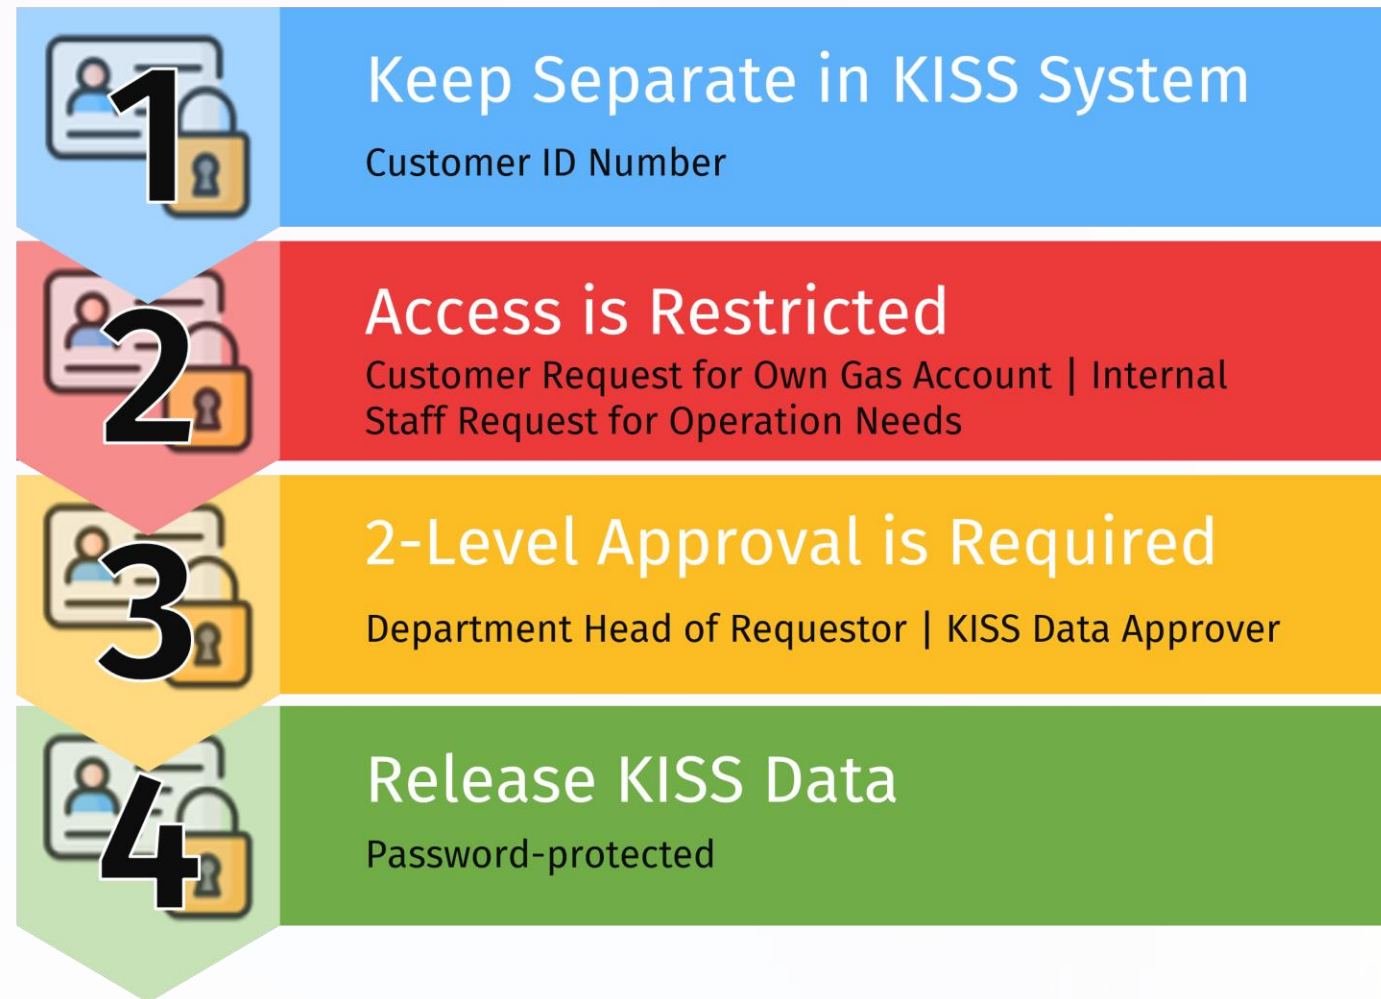 1
Keep Separate in KISS System
Customer ID Number
2
Access is Restricted
Customer Request for Own Gas Account | Internal
Staff Request for Operation Needs
3
2-Level Approval is Required
Department Head of Requestor | KISS Data Approver
4
Release KISS Data
Password-protected